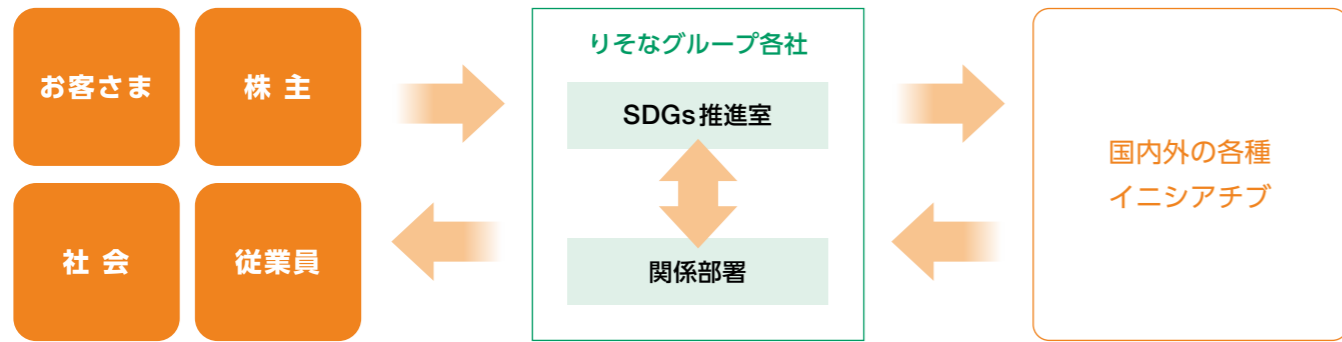 お客さま
株 主
社 会
従業員
りそなグループ各社
SDGs推進室
関係部署
国内外の各種
イニシアチブ